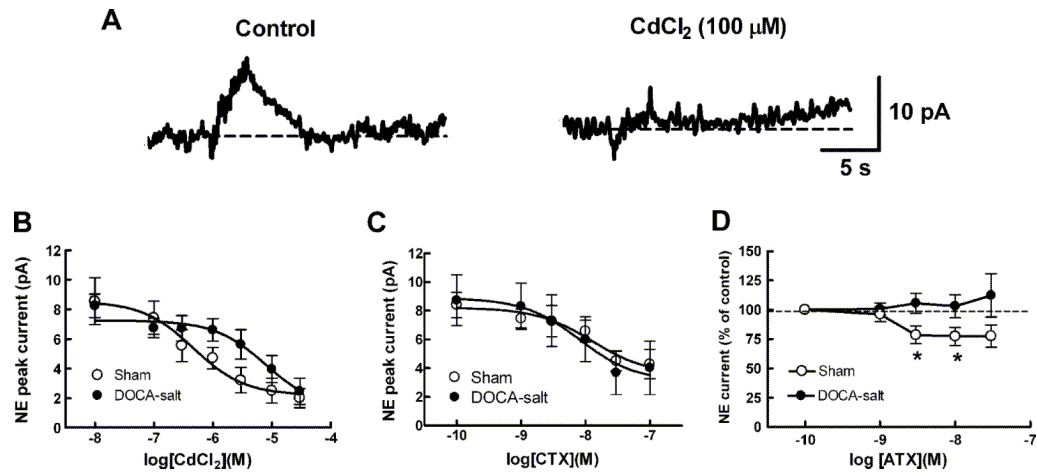 A
Control
CdCl2 (100 µM)
10 pA
5 s
B
NE peak current (pA)
12
10
8
6
4
2
0
Sham
DOCA-salt
-8 -7 -6 -5 -4
log[CdCl2](M)
C
NE peak current (pA)
12
10
8
6
4
2
0
Sham
DOCA-salt
-10 -9 -8 -7
log[CTX](M)
D
NE current (% of control)
150
125
100
75
50
25
0
* *
Sham
DOCA-salt
-10 -9 -8 -7
log [ATX](M)